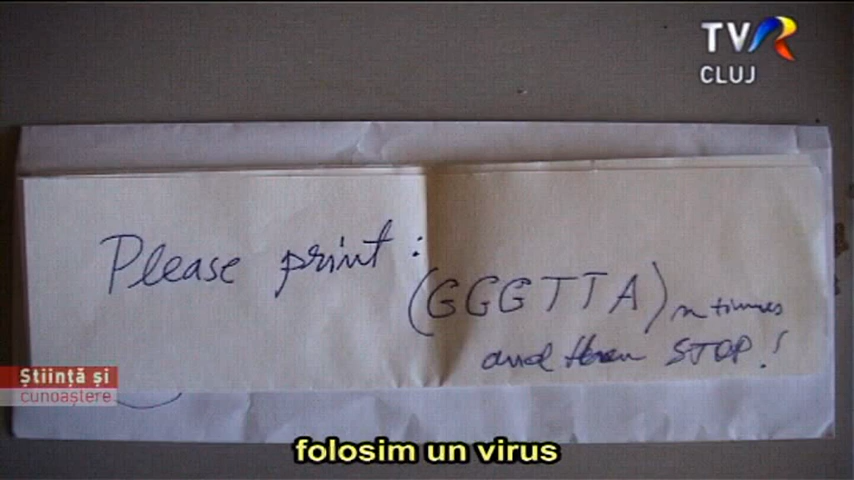 TVR
CLUJ
Please print :
(GGGTTA) n times
and then STOP!
Știință și
cunoaștere
folosim un virus